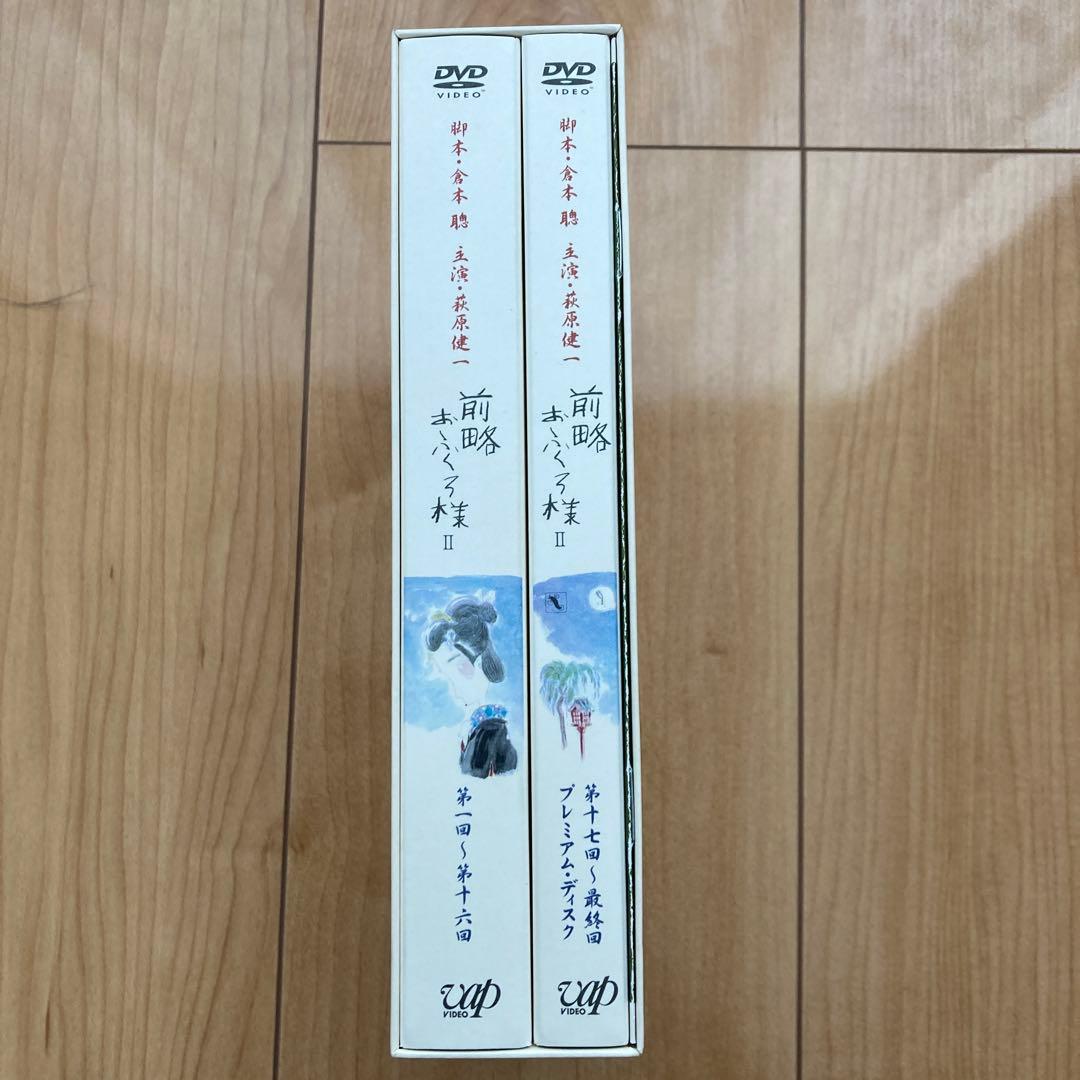 DVD
VIDEO™
脚本・倉本 聰 主演・萩原健一
前略
おふくろ様
II
第一回～第十六回
vap
VIDEO
DVD
VIDEO™
脚本・倉本 聰 主演・萩原健一
前略
おふくろ様
II
第十七回～最終回
プレミアム・ディスク
vap
VIDEO